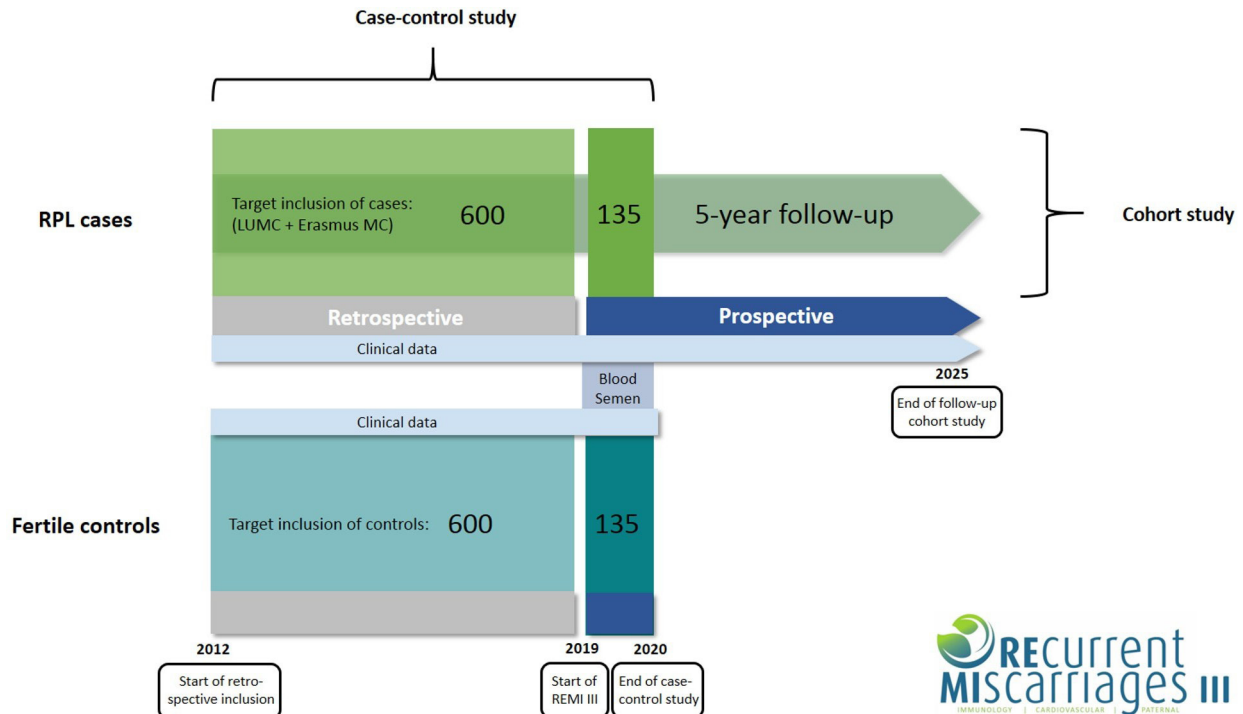 Case-control study
RPL cases
Target inclusion of cases:
(LUMC + Erasmus MC)
600
135
5-year follow-up
Cohort study
Retrospective
Prospective
Clinical data
2025
End of follow-up
cohort study
Blood
Semen
Clinical data
Fertile controls
Target inclusion of controls:
600
135
2012
Start of retro-
spective inclusion
2019
Start of
REMI III
2020
End of case-
control study
REcurrent
MIscarriages III
IMMUNOLOGY | CARDIOVASCULAR | PATERNAL